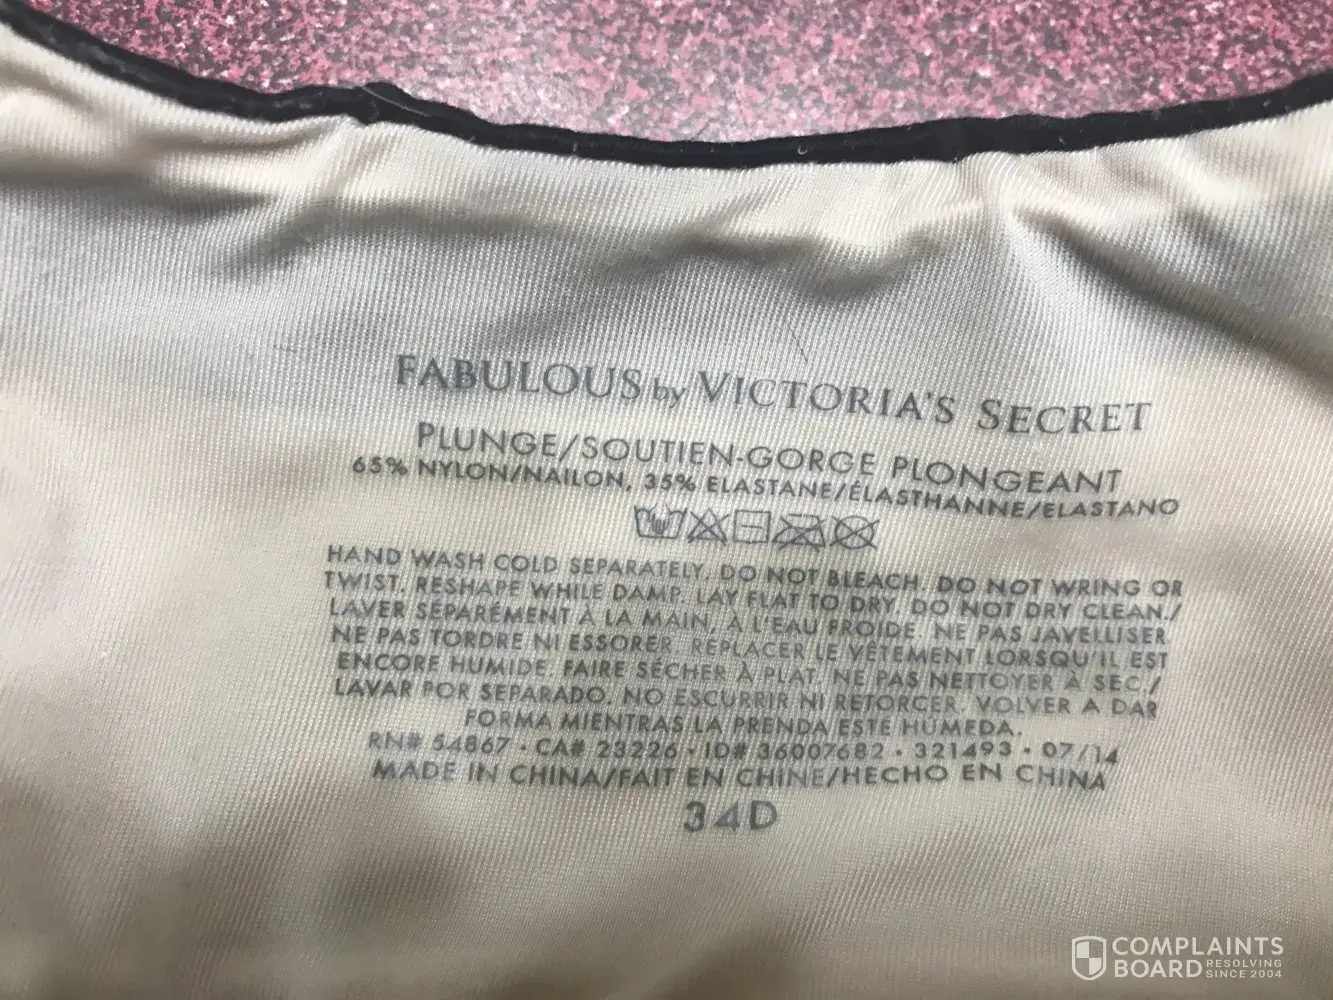 FABULOUS by VICTORIA'S SECRET
PLUNGE/SOUTIEN-GORGE PLONGEANT
65% NYLON/NAILON, 35% ELASTANE/ÉLASTHANNE/ELASTANO
HAND WASH COLD SEPARATELY. DO NOT BLEACH. DO NOT WRING OR
TWIST. RESHAPE WHILE DAMP. LAY FLAT TO DRY. DO NOT DRY CLEAN./
LAVER SÉPARÉMENT À LA MAIN, À L'EAU FROIDE. NE PAS JAVELLISER.
NE PAS TORDRE NI ESSORER. REPLACER LE VÊTEMENT LORSQU'IL EST
ENCORE HUMIDE. FAIRE SÉCHER À PLAT. NE PAS NETTOYER À SEC./
LAVAR POR SEPARADO. NO ESCURRIR NI RETORCER. VOLVER A DAR
FORMA MIENTRAS LA PRENDA ESTÉ HÚMEDA.
RN# 54867 • CA# 23226 • ID# 36007682 • 321493 • 07/14
MADE IN CHINA/FAIT EN CHINE/HECHO EN CHINA
34D
COMPLAINTS
BOARD RESOLVING
SINCE 2004